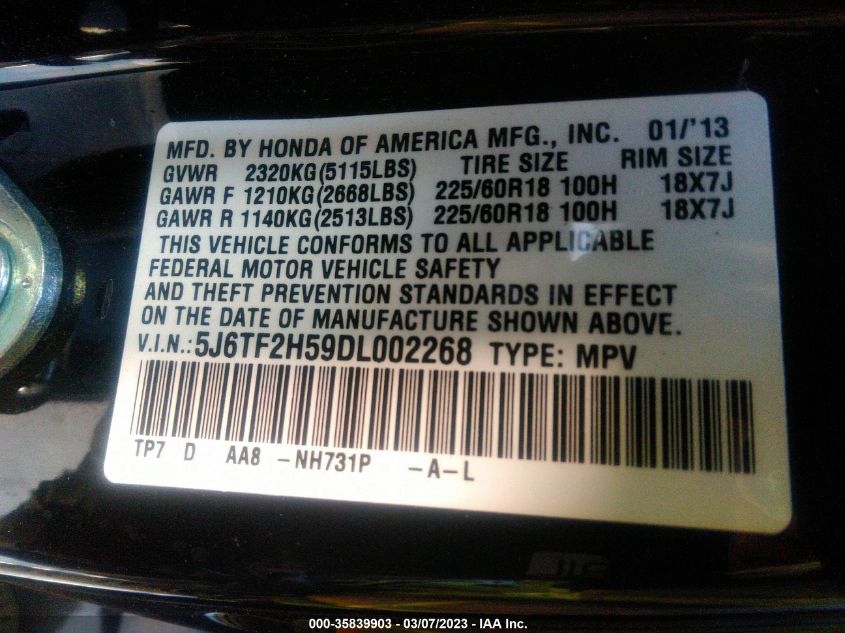 MFD. BY HONDA OF AMERICA MFG., INC. 01/'13
GVWR 2320KG(5115LBS) TIRE SIZE RIM SIZE
GAWR F 1210KG(2668LBS) 225/60R18 100H 18X7J
GAWR R 1140KG(2513LBS) 225/60R18 100H 18X7J
THIS VEHICLE CONFORMS TO ALL APPLICABLE
FEDERAL MOTOR VEHICLE SAFETY
AND THEFT PREVENTION STANDARDS IN EFFECT
ON THE DATE OF MANUFACTURE SHOWN ABOVE.
V.I.N.:5J6TF2H59DL002268 TYPE: MPV
TP7 D AA8 -NH731P -A-L
000-35839903 - 03/07/2023 - IAA Inc.